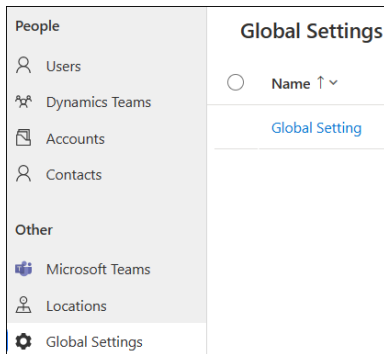 People
Users
Dynamics Teams
Accounts
Contacts
Other
Microsoft Teams
Locations
Global Settings
Global Settings
Name
Global Setting